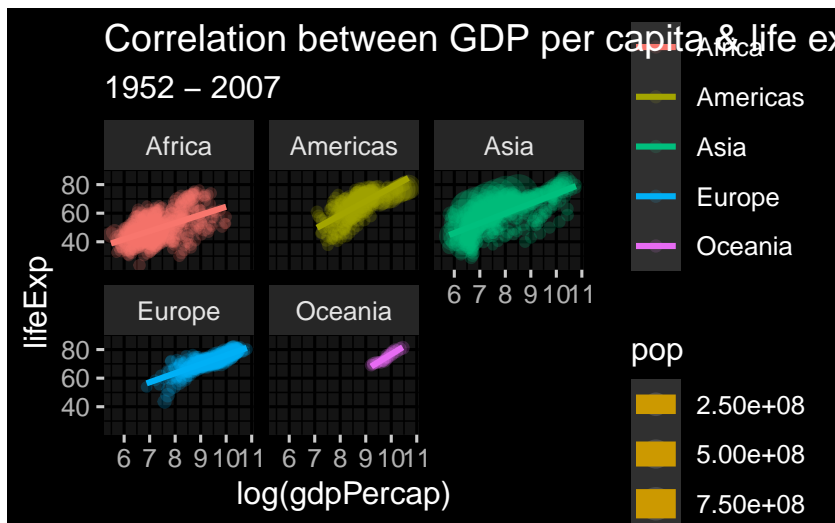 Correlation between GDP per capita & life ex
1952 – 2007
Africa
Americas
Asia
80
60
40
6 7 8 9 10 11
Europe
Oceania
80
60
40
6 7 8 9 10 11
6 7 8 9 10 11
lifeExp
log(gdpPercap)
Africa
Americas
Asia
Europe
Oceania
pop
2.50e+08
5.00e+08
7.50e+08